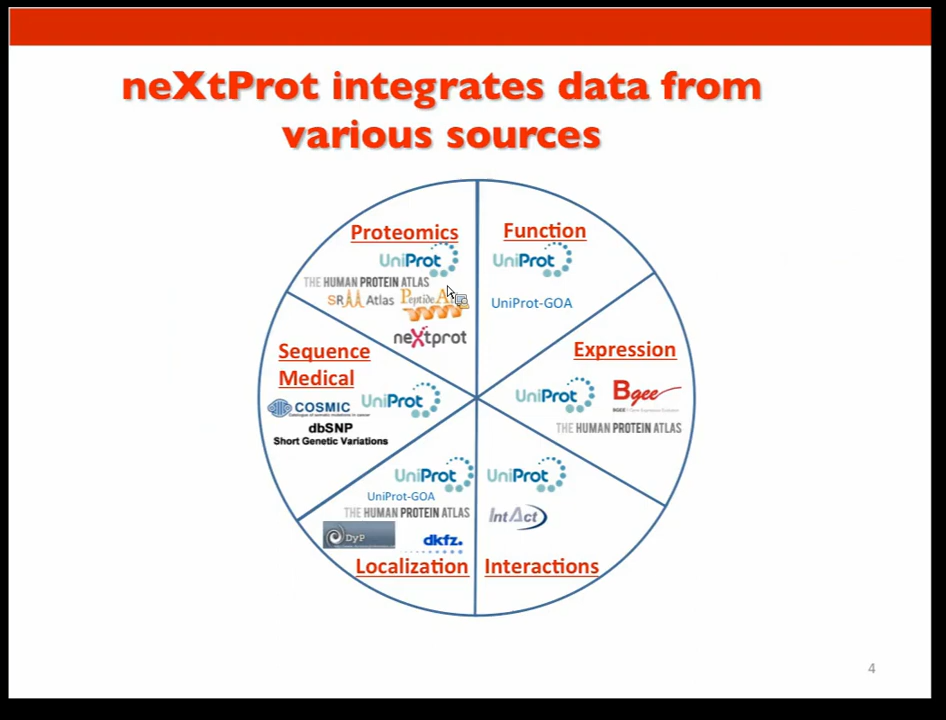 neXtProt integrates data from
various sources
Proteomics
UniProt
THE HUMAN PROTEIN ATLAS
Atlas
neXtprot
Function
UniProt
UniProt-GOA
Expression
UniProt
Bgee
THE HUMAN PROTEIN ATLAS
Sequence
Medical
COSMIC
UniProt
dbSNP
Short Genetic Variations
UniProt
UniProt-GOA
THE HUMAN PROTEIN ATLAS
DyP
dkfz.
Localization
UniProt
IntAct
Interactions
4